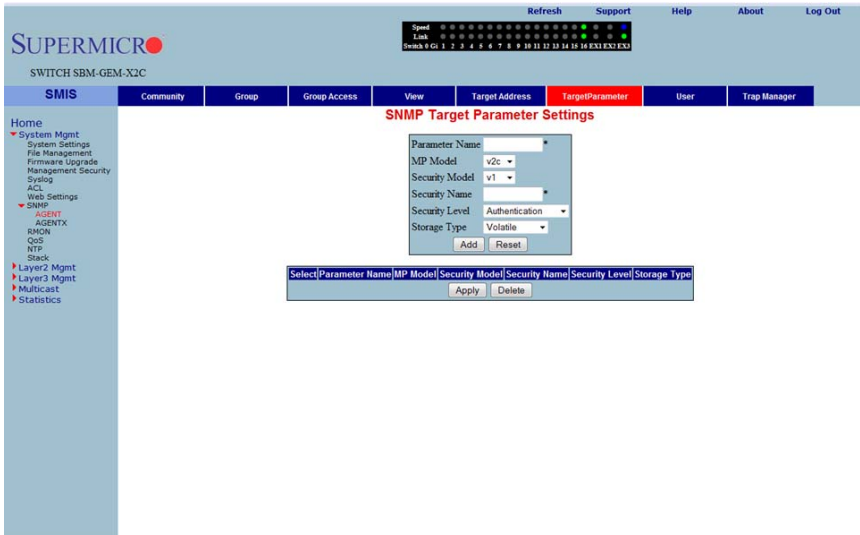 Refresh Support Help About Log Out
Speed
Link
Switch 0 Gi 1 2 3 4 5 6 7 8 9 10 11 12 13 14 15 16 EX1 EX2 EX3
SUPERMICRO
SWITCH SBM-GEM-X2C
SMIS Community Group Group Access View Target Address TargetParameter User Trap Manager
Home
System Mgmt
System Settings
File Management
Firmware Upgrade
Management Security
Syslog
ACL
Web Settings
SNMP
AGENT
AGENTX
RMON
QoS
NTP
Stack
Layer2 Mgmt
Layer3 Mgmt
Multicast
Statistics
SNMP Target Parameter Settings
Parameter Name *
MP Model v2c
Security Model v1
Security Name *
Security Level Authentication
Storage Type Volatile
Add Reset
Select Parameter Name MP Model Security Model Security Name Security Level Storage Type
Apply Delete